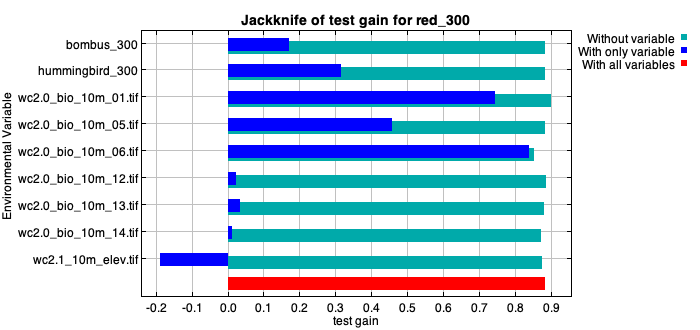 Jackknife of test gain for red_300
Without variable
With only variable
With all variables
Environmental Variable
bombus_300
hummingbird_300
wc2.0_bio_10m_01.tif
wc2.0_bio_10m_05.tif
wc2.0_bio_10m_06.tif
wc2.0_bio_10m_12.tif
wc2.0_bio_10m_13.tif
wc2.0_bio_10m_14.tif
wc2.1_10m_elev.tif
-0.2 -0.1 0.0 0.1 0.2 0.3 0.4 0.5 0.6 0.7 0.8 0.9
test gain